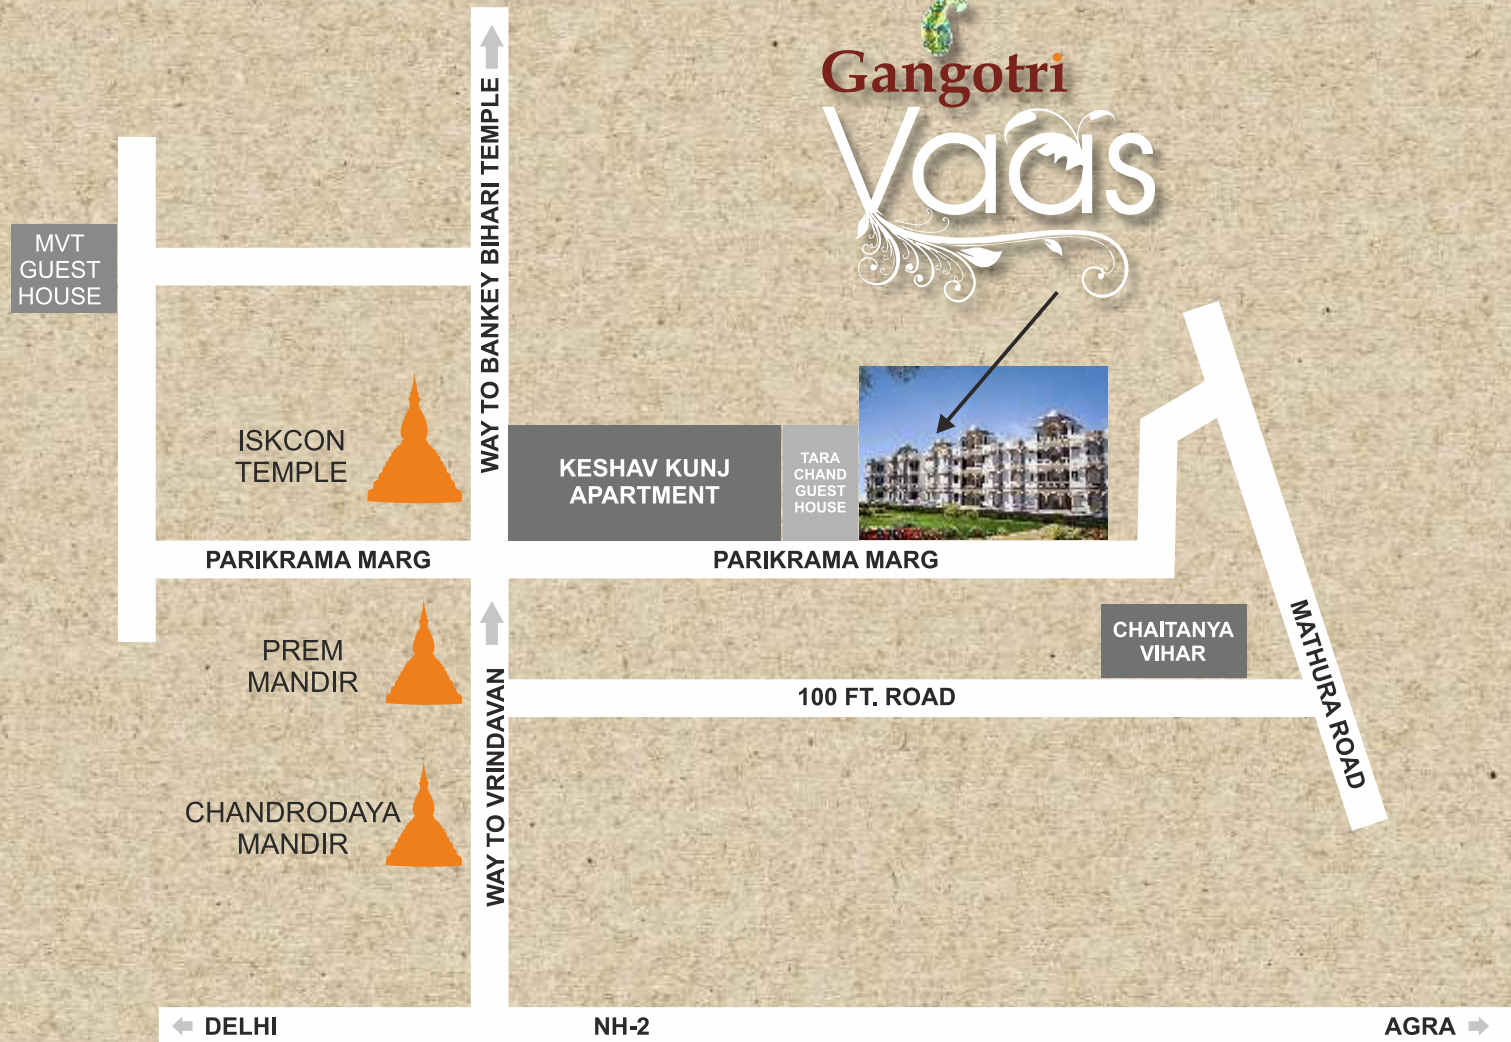 Gangotri
Vaas
WAY TO BANKEY BIHARI TEMPLE
MVT
GUEST
HOUSE
ISKCON
TEMPLE
KESHAV KUNJ
APARTMENT
TARA
CHAND
GUEST
HOUSE
PARIKRAMA MARG
PARIKRAMA MARG
PREM
MANDIR
CHAITANYA
VIHAR
MATHURA ROAD
WAY TO VRINDAVAN
100 FT. ROAD
CHANDRODAYA
MANDIR
DELHI
NH-2
AGRA